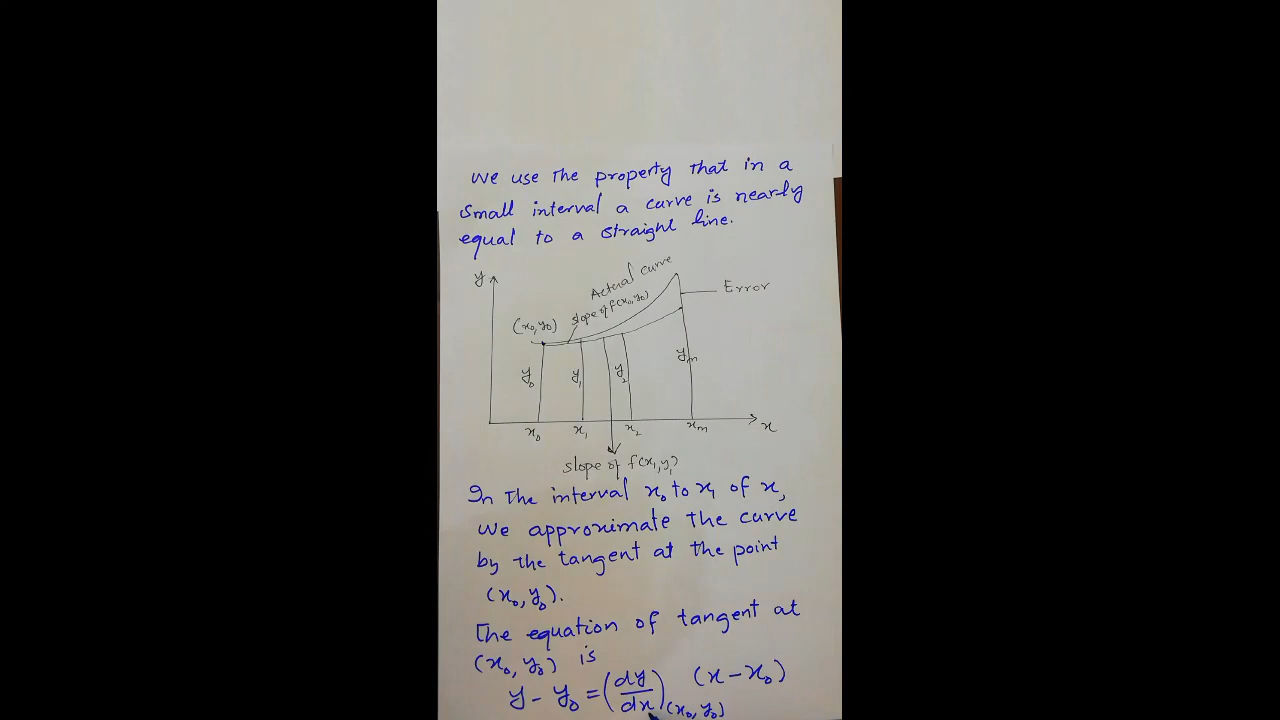 We use the property that in a
small interval a curve is nearly
equal to a straight line.
y
Actual curve
Error
slope of f(x₀,y₀)
(x₀,y₀)
y₀ y₁ y₂ yₘ
x₀ x₁ x₂ xₘ x
slope of f(x₁,y₁)
In the interval x₀ to x₁ of x,
we approximate the curve
by the tangent at the point
(x₀,y₀).
The equation of tangent at
(x₀,y₀) is
y - y₀ = (dy/dx)(x₀,y₀) (x - x₀)